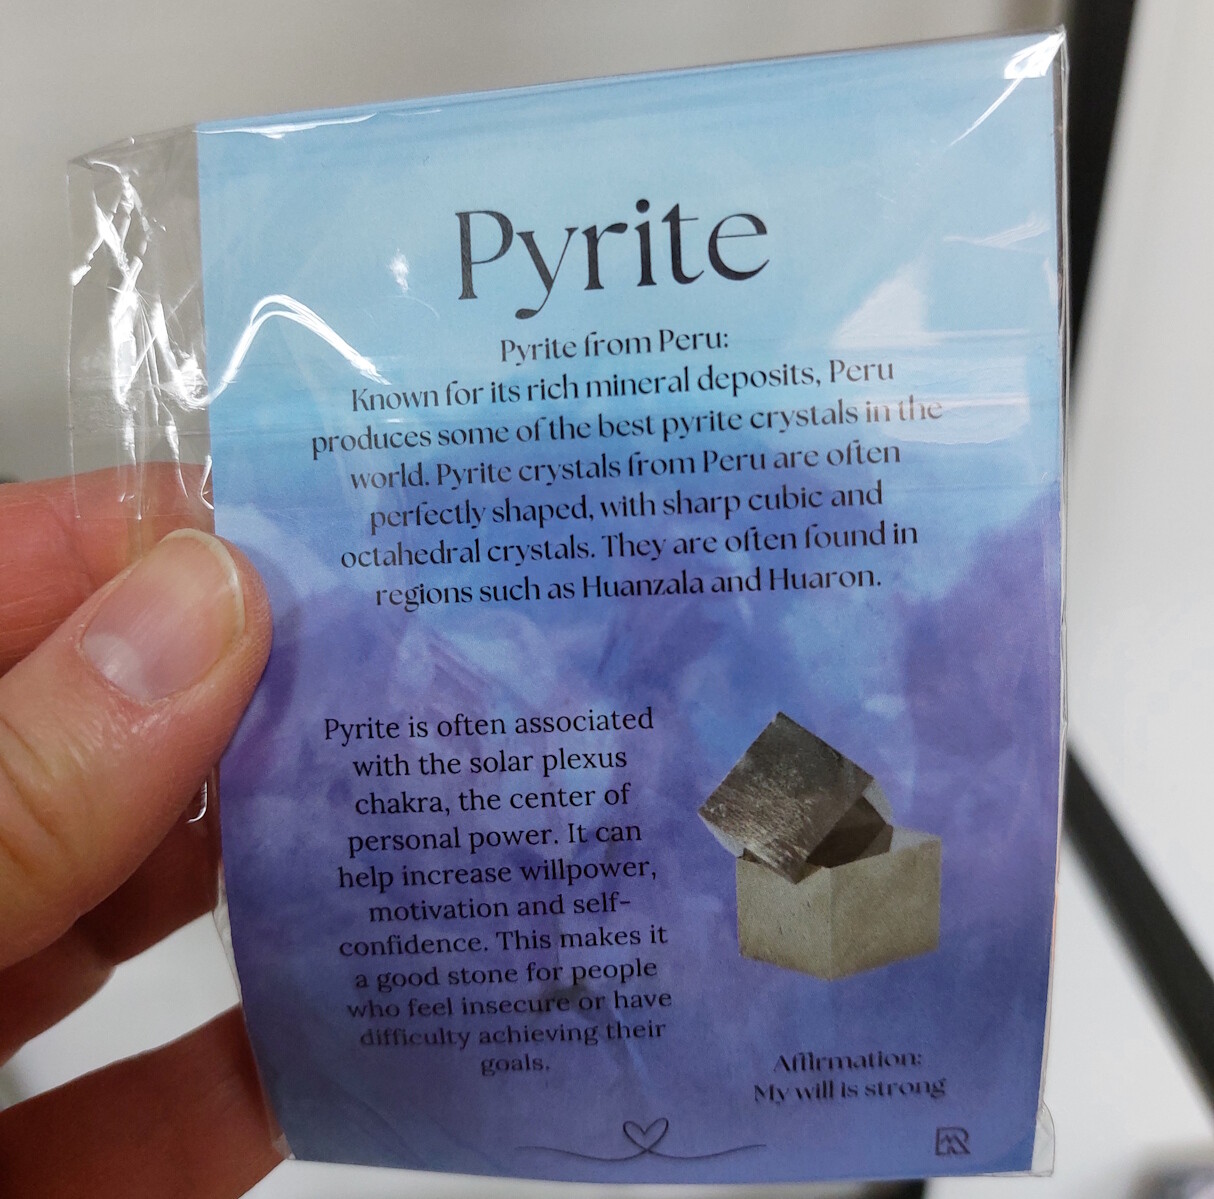 Pyrite
Pyrite from Peru:
Known for its rich mineral deposits, Peru
produces some of the best pyrite crystals in the
world. Pyrite crystals from Peru are often
perfectly shaped, with sharp cubic and
octahedral crystals. They are often found in
regions such as Huanzala and Huaron.
Pyrite is often associated
with the solar plexus
chakra, the center of
personal power. It can
help increase willpower,
motivation and self-
confidence. This makes it
a good stone for people
who feel insecure or have
difficulty achieving their
goals.
Affirmation:
My will is strong